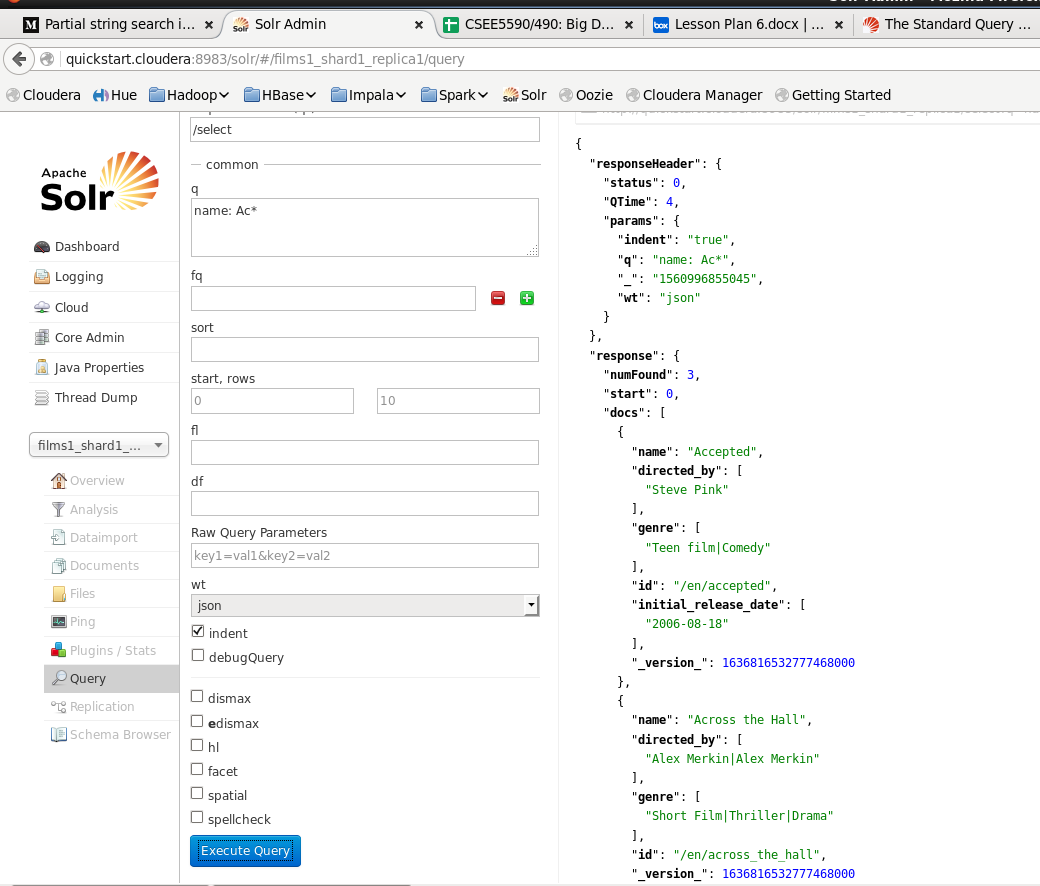 Partial string search i...
Solr Admin
CSEE5590/490: Big D...
Lesson Plan 6.docx | ...
The Standard Query ...
quickstart.cloudera:8983/solr/#/films1_shard1_replica1/query
Cloudera
Hue
Hadoop
HBase
Impala
Spark
Solr
Oozie
Cloudera Manager
Getting Started
Apache
Solr
Dashboard
Logging
Cloud
Core Admin
Java Properties
Thread Dump
films1_shard1_...
Overview
Analysis
Dataimport
Documents
Files
Ping
Plugins / Stats
Query
Replication
Schema Browser
/select
common
q
name: Ac*
fq
sort
start, rows
0
10
fl
df
Raw Query Parameters
key1=val1&key2=val2
wt
json
indent
debugQuery
dismax
edismax
hl
facet
spatial
spellcheck
Execute Query
{
"responseHeader": {
"status": 0,
"QTime": 4,
"params": {
"indent": "true",
"q": "name: Ac*",
"_": "1560996855045",
"wt": "json"
}
},
"response": {
"numFound": 3,
"start": 0,
"docs": [
{
"name": "Accepted",
"directed_by": [
"Steve Pink"
],
"genre": [
"Teen film|Comedy"
],
"id": "/en/accepted",
"initial_release_date": [
"2006-08-18"
],
"_version_": 1636816532777468000
},
{
"name": "Across the Hall",
"directed_by": [
"Alex Merkin|Alex Merkin"
],
"genre": [
"Short Film|Thriller|Drama"
],
"id": "/en/across_the_hall",
"_version_": 1636816532777468000